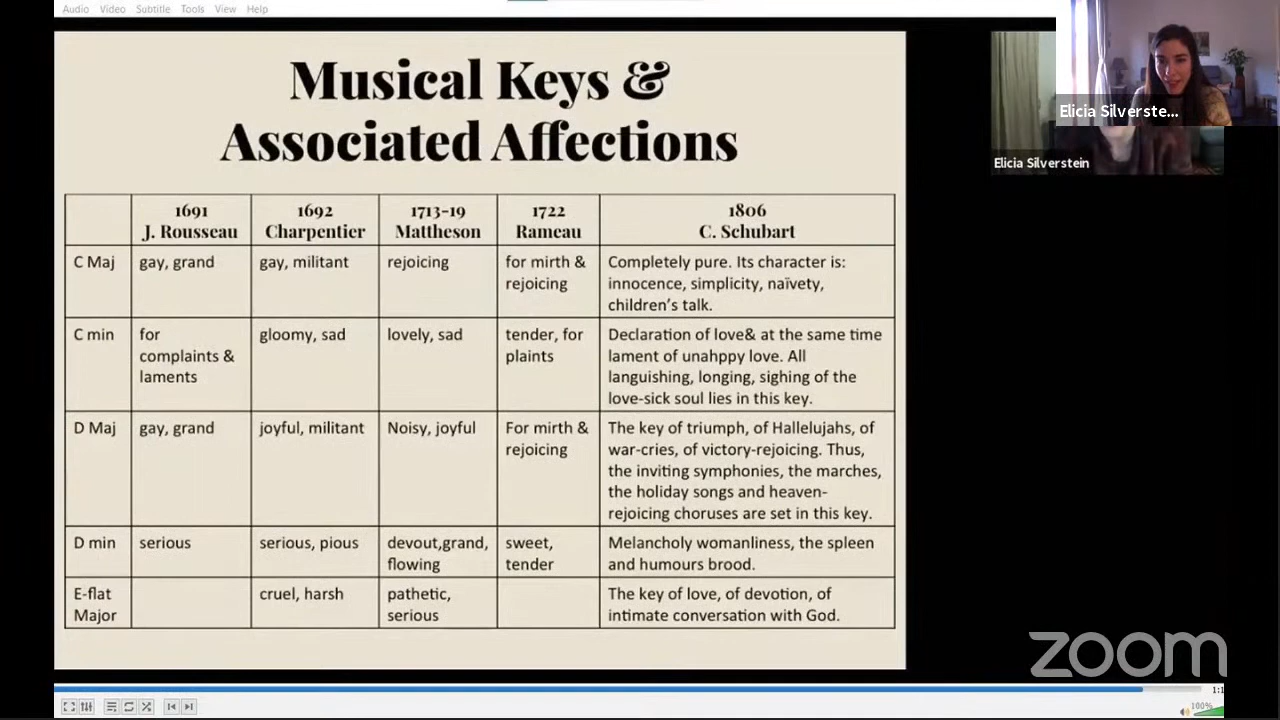 Audio Video Subtitle Tools View Help
Musical Keys &
Associated Affections
1691
J. Rousseau
1692
Charpentier
1713-19
Mattheson
1722
Rameau
1806
C. Schubart
C Maj
gay, grand
gay, militant
rejoicing
for mirth &
rejoicing
Completely pure. Its character is:
innocence, simplicity, naïvety,
children's talk.
C min
for
complaints &
laments
gloomy, sad
lovely, sad
tender, for
plaints
Declaration of love& at the same time
lament of unahppy love. All
languishing, longing, sighing of the
love-sick soul lies in this key.
D Maj
gay, grand
joyful, militant
Noisy, joyful
For mirth &
rejoicing
The key of triumph, of Hallelujahs, of
war-cries, of victory-rejoicing. Thus,
the inviting symphonies, the marches,
the holiday songs and heaven-
rejoicing choruses are set in this key.
D min
serious
serious, pious
devout,grand,
flowing
sweet,
tender
Melancholy womanliness, the spleen
and humours brood.
E-flat
Major
cruel, harsh
pathetic,
serious
The key of love, of devotion, of
intimate conversation with God.
Elicia Silverste...
Elicia Silverstein
zoom
100%